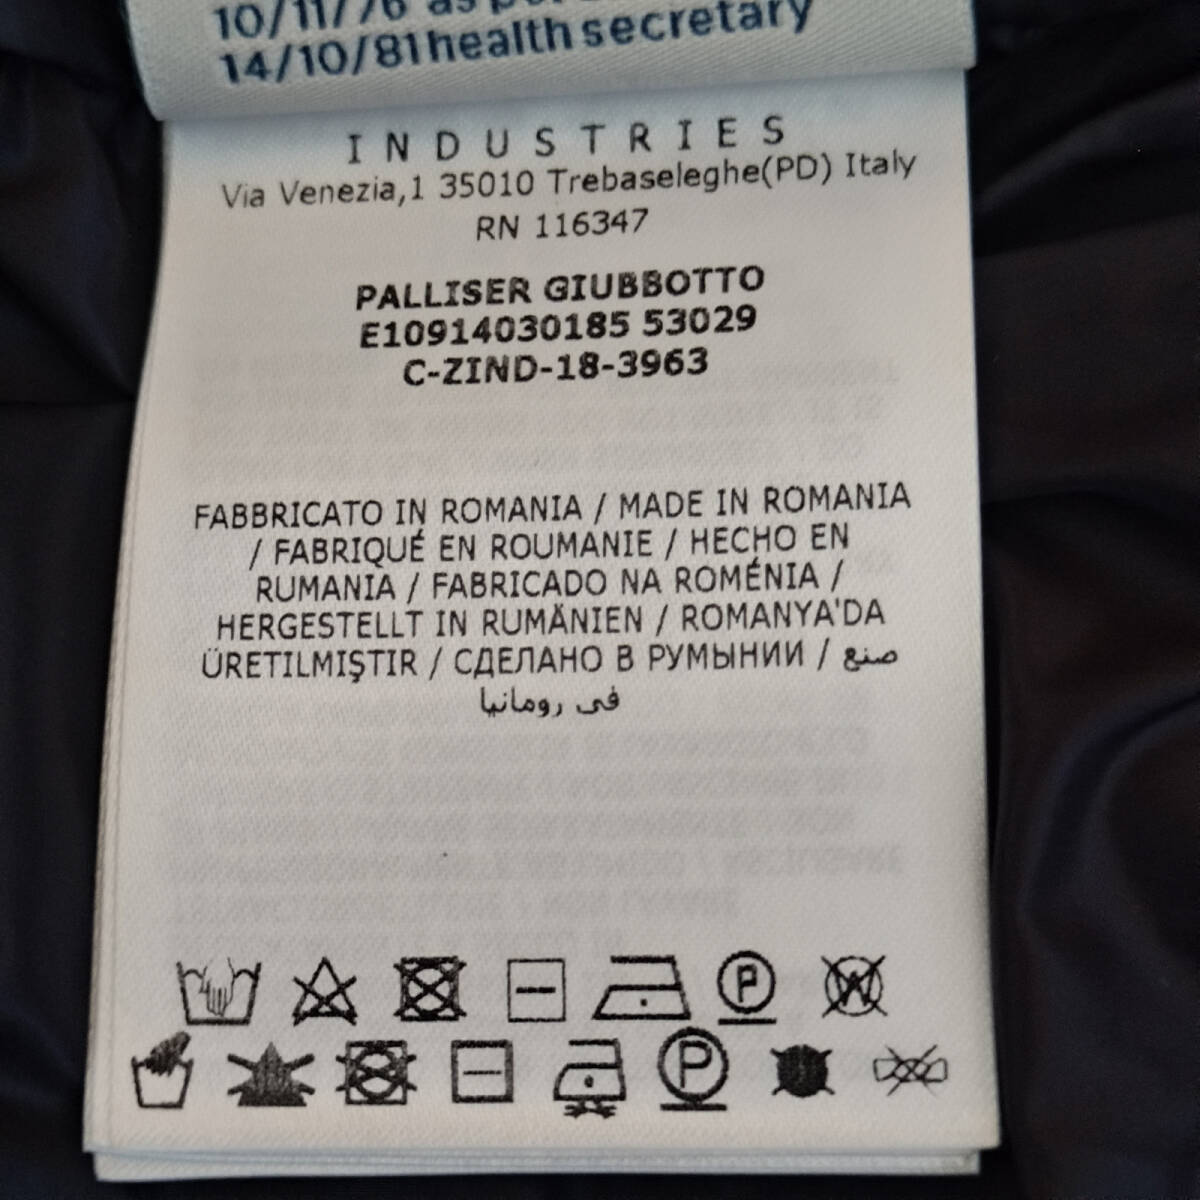 10/11/76 as per
14/10/81 health secretary
INDUSTRIES
Via Venezia,1 35010 Trebaseleghe(PD) Italy
RN 116347
PALLISER GIUBBOTTO
E10914030185 53029
C-ZIND-18-3963
FABBRICATO IN ROMANIA / MADE IN ROMANIA
/ FABRIQUÉ EN ROUMANIE / HECHO EN
RUMANIA / FABRICADO NA ROMÉNIA /
HERGESTELLT IN RUMÄNIEN / ROMANYA'DA
ÜRETILMIŞTIR / СДЕЛАНО В РУМЫНИИ / صنع
في رومانيا
P W
P